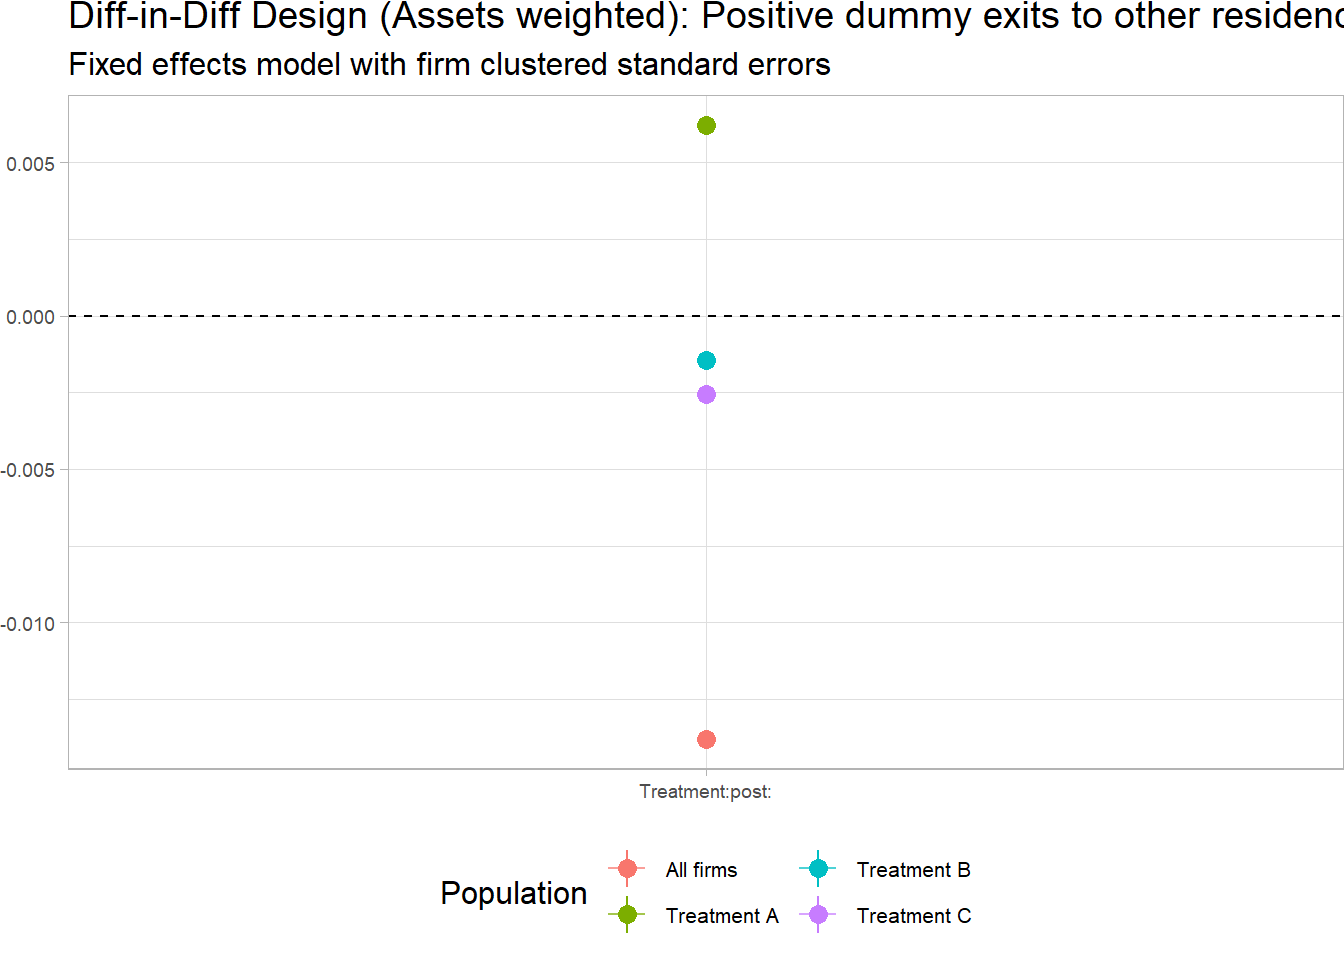 Diff-in-Diff Design (Assets weighted): Positive dummy exits to other residenc
Fixed effects model with firm clustered standard errors
0.005
0.000
-0.005
-0.010
Treatment:post:
Population
All firms
Treatment B
Treatment A
Treatment C